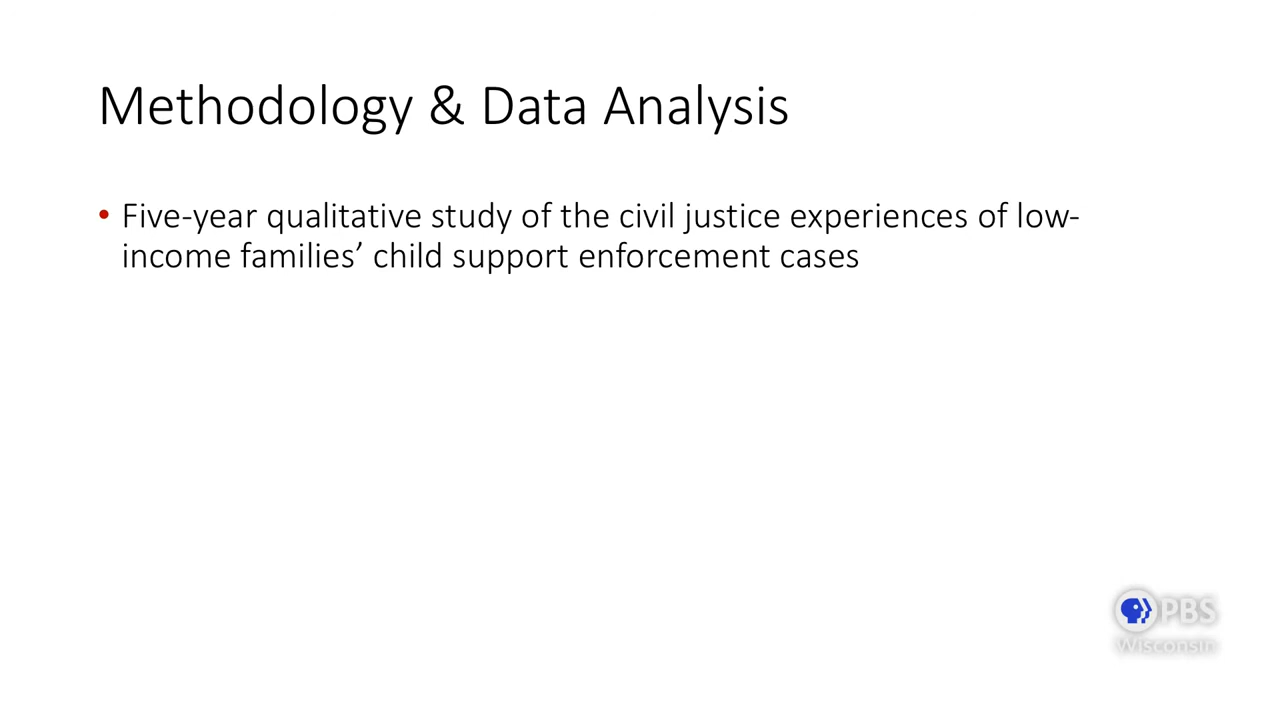 Methodology & Data Analysis
• Five-year qualitative study of the civil justice experiences of low-
income families’ child support enforcement cases
PBS
Wisconsin